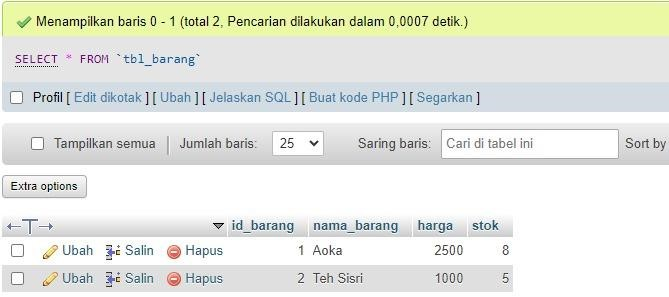 Menampilkan baris 0 - 1 (total 2, Pencarian dilakukan dalam 0,0007 detik.)
SELECT * FROM `tbl_barang`
Profil [ Edit dikotak ] [ Ubah ] [ Jelaskan SQL ] [ Buat kode PHP ] [ Segarkan ]
Tampilkan semua Jumlah baris: 25 Saring baris: Cari di tabel ini Sort by
Extra options
←T→ id_barang nama_barang harga stok
Ubah Salin Hapus 1 Aoka 2500 8
Ubah Salin Hapus 2 Teh Sisri 1000 5